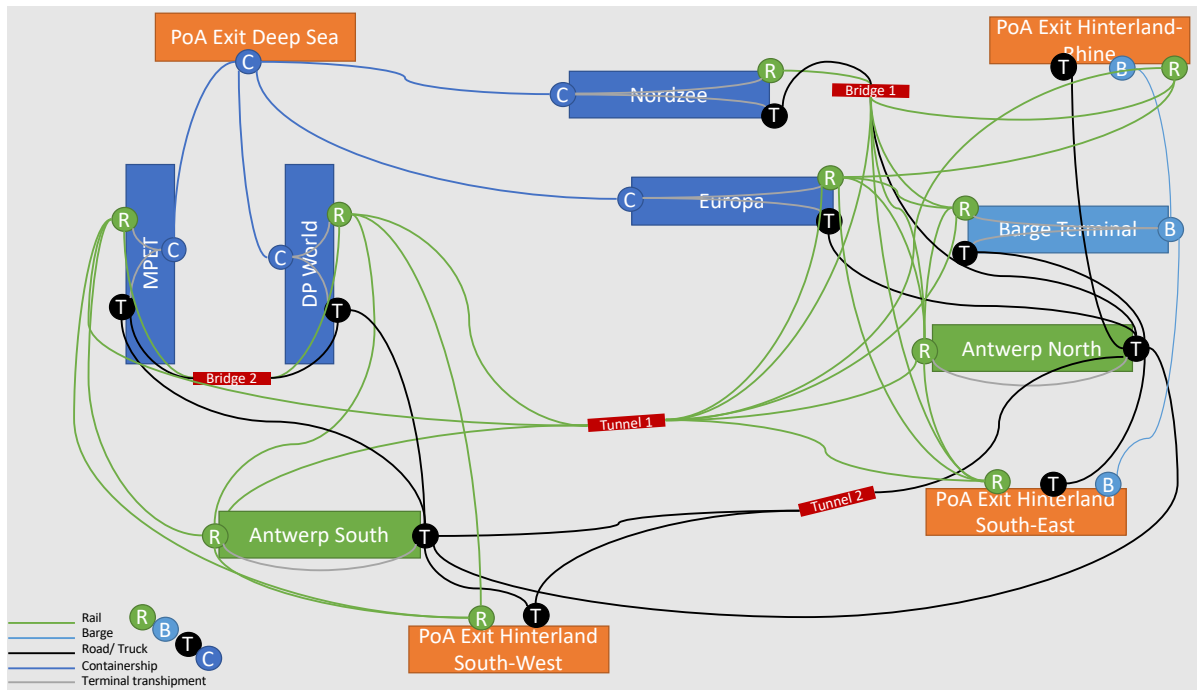 PoA Exit Deep Sea
C
PoA Exit Hinterland-
Rhine
T
B
R
R
C
Nordzee
T
Bridge 1
R
C
Europa
T
R
Barge Terminal
B
T
R
MPET
C
T
R
DP World
C
T
Bridge 2
R
Antwerp North
T
Tunnel 1
Tunnel 2
R
T
B
PoA Exit Hinterland
South-East
R
Antwerp South
T
R
T
PoA Exit Hinterland
South-West
Rail
R
Barge
B
Road/ Truck
T
Containership
C
Terminal transhipment